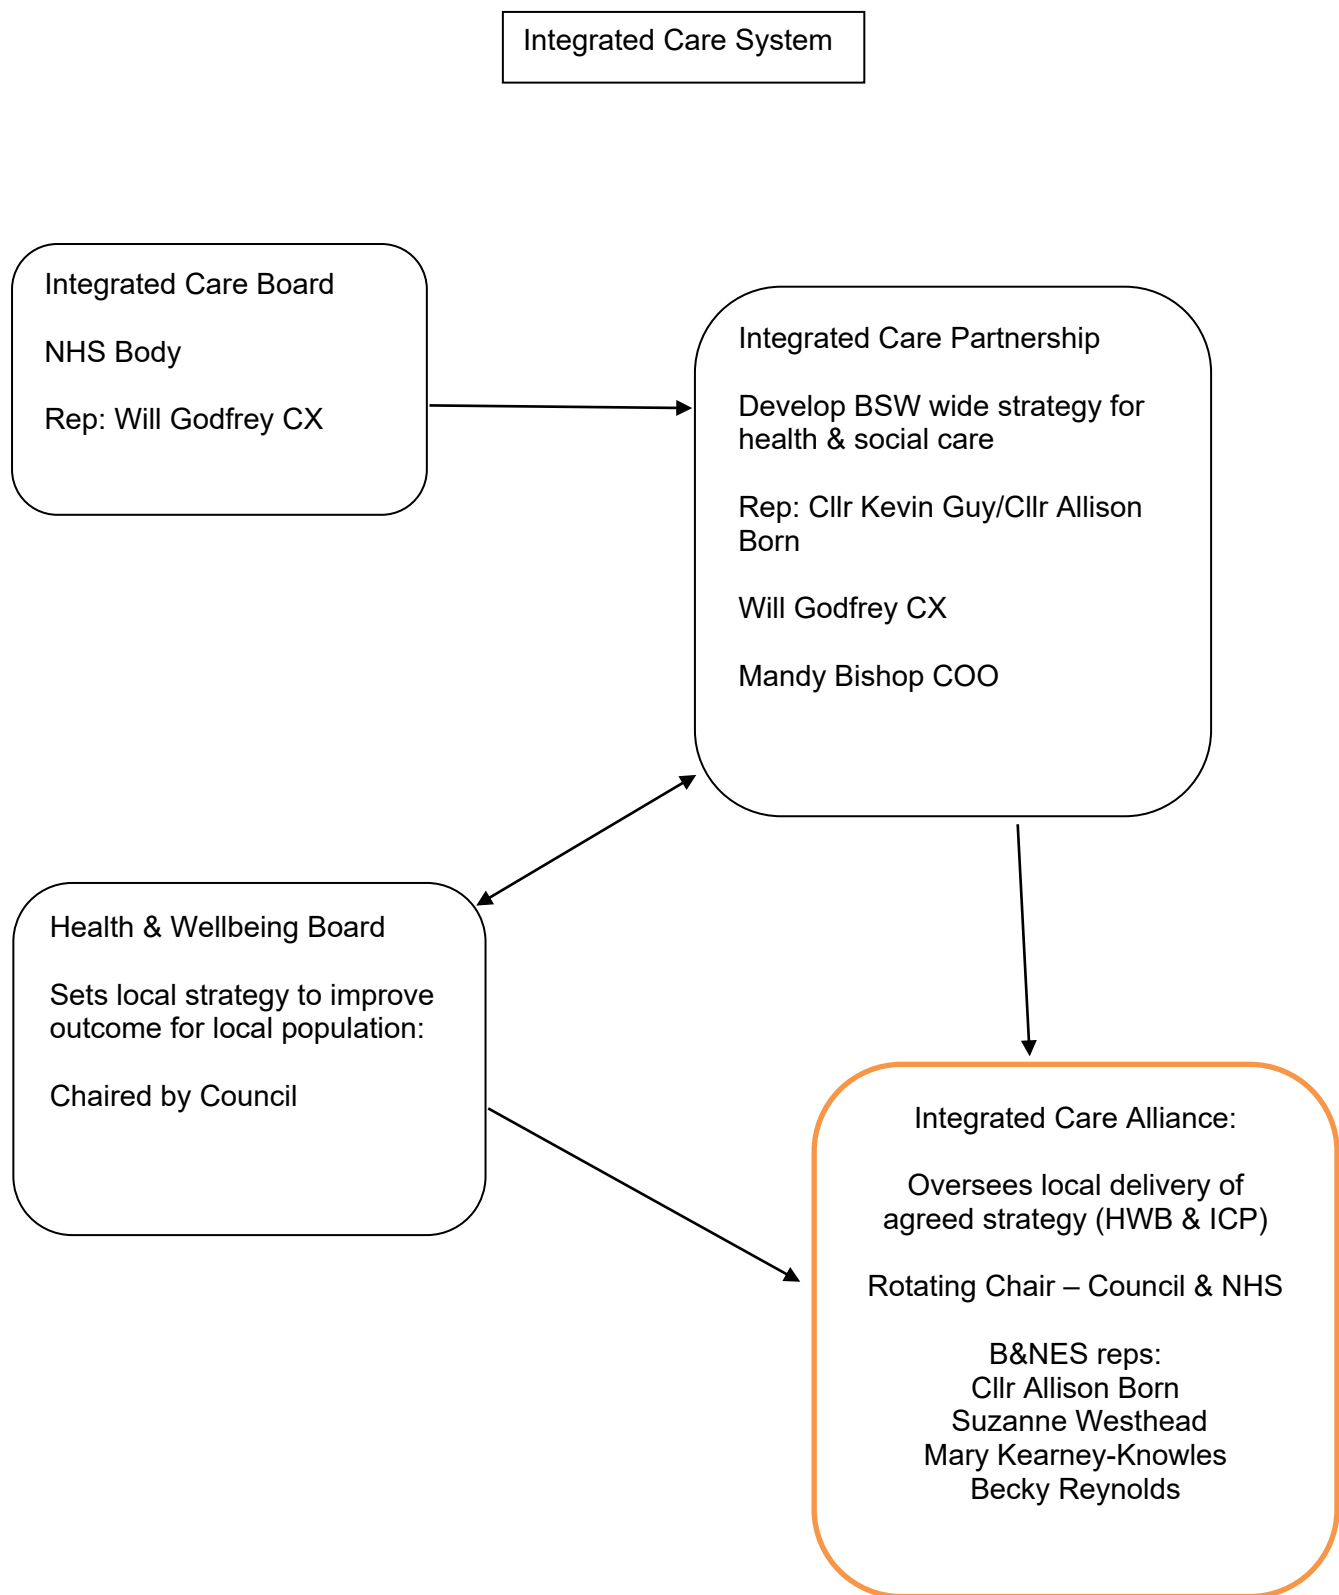 Integrated Care System
Integrated Care Board
NHS Body
Rep: Will Godfrey CX
Integrated Care Partnership
Develop BSW wide strategy for
health & social care
Rep: Cllr Kevin Guy/Cllr Allison
Born
Will Godfrey CX
Mandy Bishop COO
Health & Wellbeing Board
Sets local strategy to improve
outcome for local population:
Chaired by Council
Integrated Care Alliance:
Oversees local delivery of
agreed strategy (HWB & ICP)
Rotating Chair – Council & NHS
B&NES reps:
Cllr Allison Born
Suzanne Westhead
Mary Kearney-Knowles
Becky Reynolds